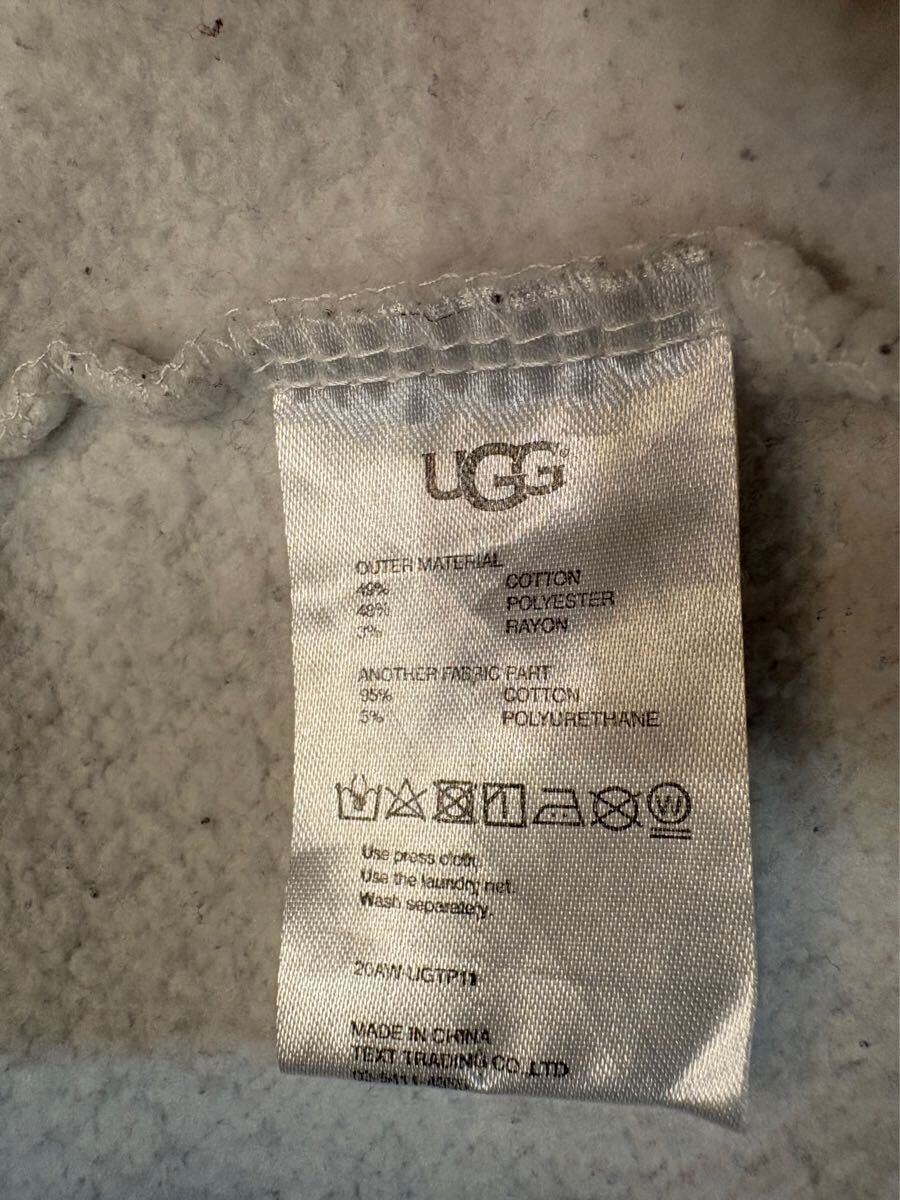 UGG®
OUTER MATERIAL
49% COTTON
48% POLYESTER
3% RAYON
ANOTHER FABRIC PART
95% COTTON
5% POLYURETHANE
W
Use press cloth.
Use the laundry net.
Wash separately.
20AW-UGTP11
MADE IN CHINA
TEXT TRADING CO.,LTD